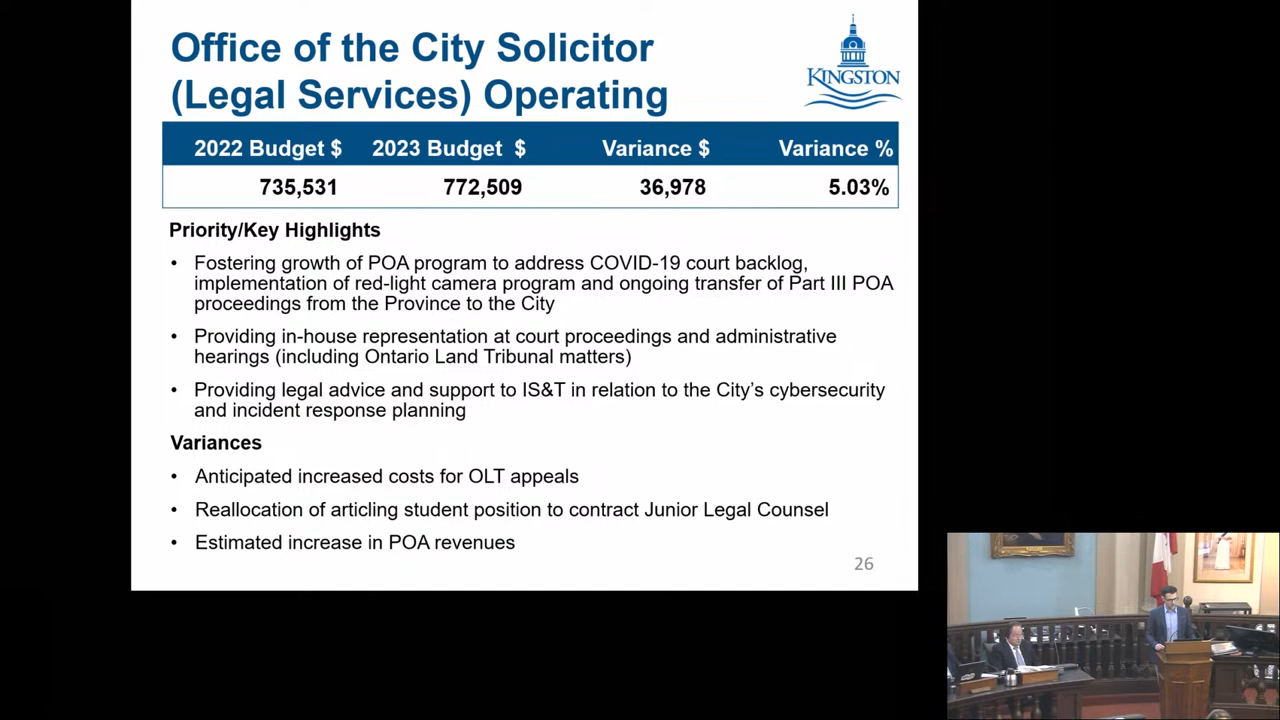 Office of the City Solicitor
(Legal Services) Operating
KINGSTON
2022 Budget $ 2023 Budget $ Variance $ Variance %
735,531 772,509 36,978 5.03%
Priority/Key Highlights
• Fostering growth of POA program to address COVID-19 court backlog,
implementation of red-light camera program and ongoing transfer of Part III POA
proceedings from the Province to the City
• Providing in-house representation at court proceedings and administrative
hearings (including Ontario Land Tribunal matters)
• Providing legal advice and support to IS&T in relation to the City's cybersecurity
and incident response planning
Variances
• Anticipated increased costs for OLT appeals
• Reallocation of articling student position to contract Junior Legal Counsel
• Estimated increase in POA revenues
26